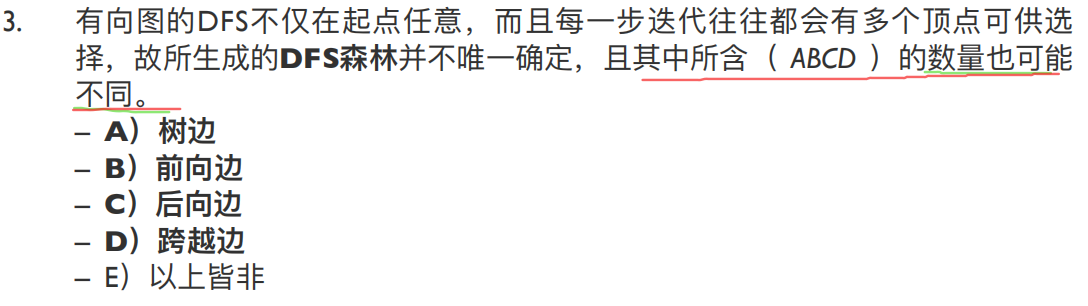 3. 有向图的DFS不仅在起点任意，而且每一步迭代往往都会有多个顶点可供选
择，故所生成的DFS森林并不唯一确定，且其中所含（ ABCD ）的数量也可能
不同。
– A）树边
– B）前向边
– C）后向边
– D）跨越边
– E）以上皆非